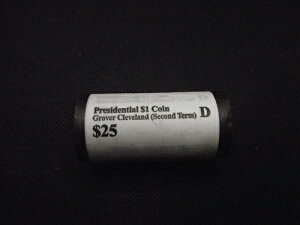 Presidential $1 Coin
Grover Cleveland (Second Term) D
$25